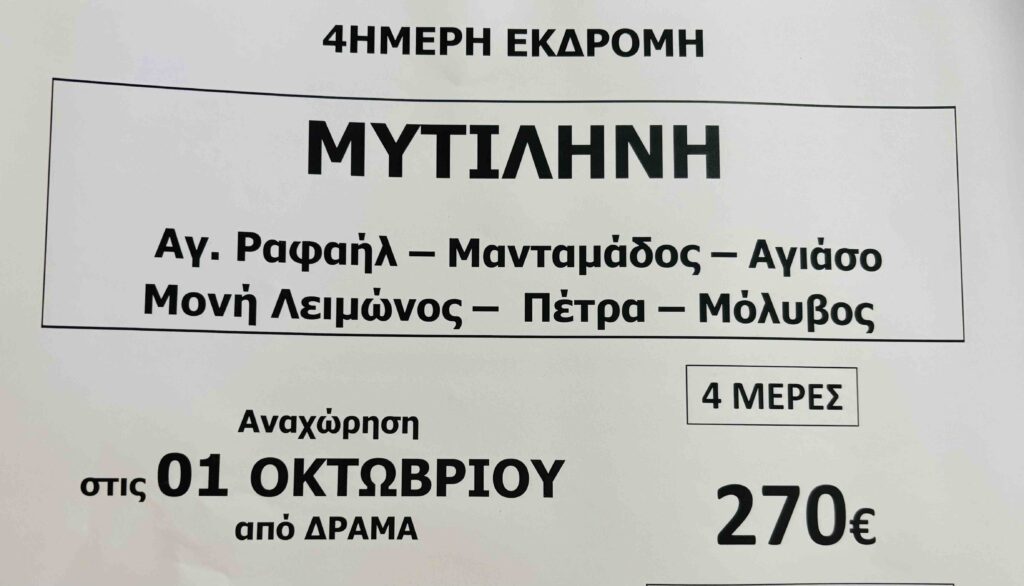 4ΗΜΕΡΗ ΕΚΔΡΟΜΗ
ΜΥΤΙΛΗΝΗ
Αγ. Ραφαήλ – Μανταμάδος – Αγιάσο
Μονή Λειμώνος – Πέτρα – Μόλυβος
4 ΜΕΡΕΣ
Αναχώρηση
στις 01 ΟΚΤΩΒΡΙΟΥ
από ΔΡΑΜΑ
270€